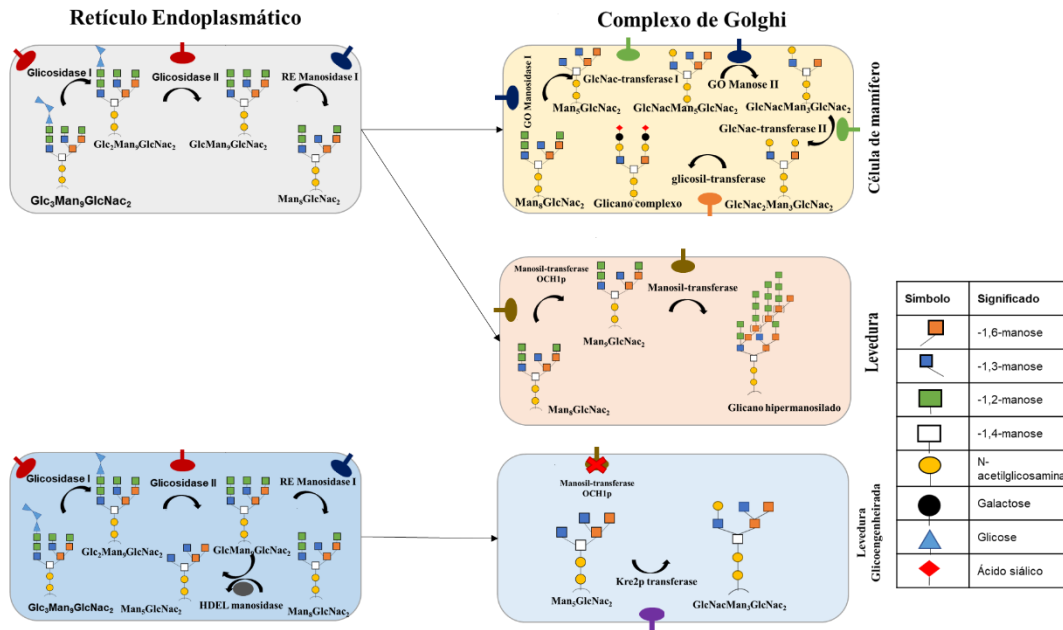 Retículo Endoplasmático
Complexo de Golghi
Glicosidase I
Glicosidase II
RE Manosidase I
Glc₂Man₉GlcNac₂
GlcMan₉GlcNAc₂
Glc₃Man₉GlcNac₂
Man₈GlcNAc₂
GO Manosidase I
GlcNAc-transferase I
GO Manose II
Man₅GlcNAc₂
GlcNAcMan₅GlcNAc₂
GlcNAcMan₃GlcNAc₂
GlcNAc-transferase II
glicosil-transferase
Man₈GlcNAc₂
Glicano complexo
GlcNAc₂Man₃GlcNAc₂
Célula de mamífero
Manosil-transferase
OCH1p
Manosil-transferase
Man₉GlcNAc₂
Man₈GlcNAc₂
Glicano hipermanosilado
Levedura
Glicosidase I
Glicosidase II
RE Manosidase I
Glc₂Man₉GlcNAc₂
GlcMan₉GlcNAc₂
Glc₃Man₉GlcNAc₂
Man₅GlcNAc₂
HDEL manosidase
Man₈GlcNAc₂
Manosil-transferase
OCH1p
Kre2p transferase
Man₅GlcNAc₂
GlcNAcMan₃GlcNAc₂
Levedura
Glicoengenheirada
Simbolo Significado
-1,6-manose
-1,3-manose
-1,2-manose
-1,4-manose
N-
acetilglicosamina
Galactose
Glicose
Ácido siálico